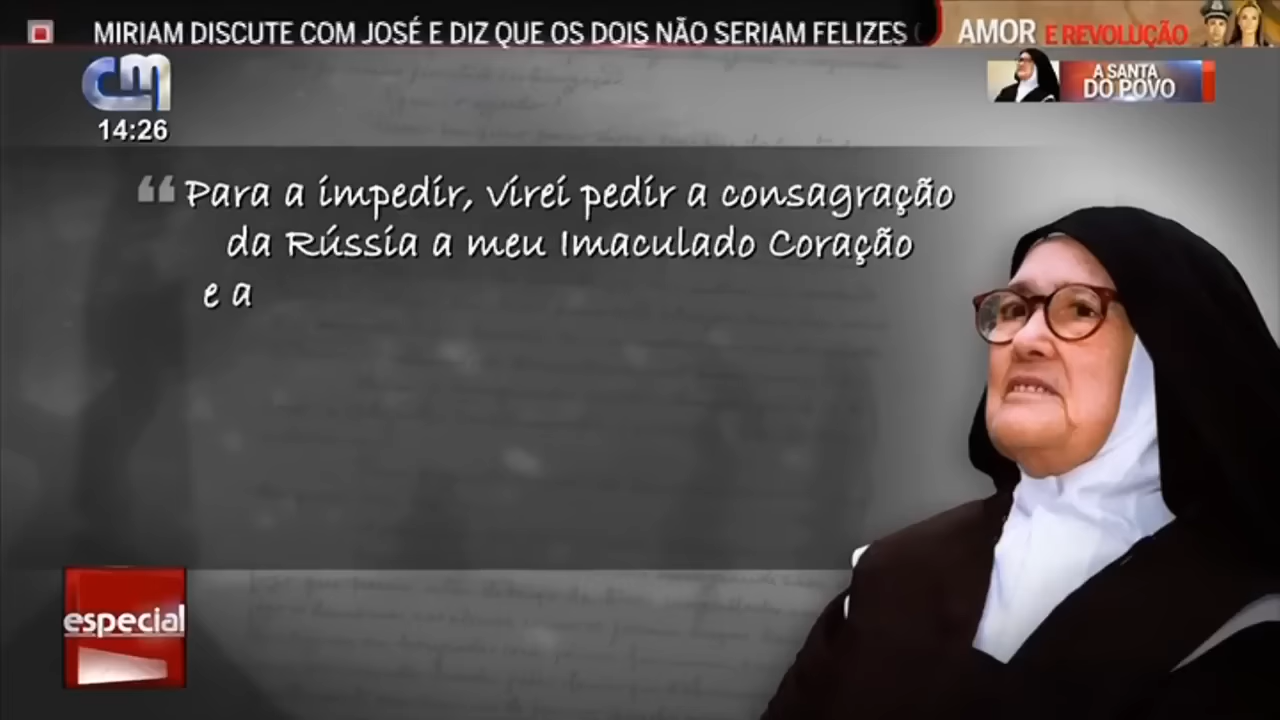 MIRIAM DISCUTE COM JOSÉ E DIZ QUE OS DOIS NÃO SERIAM FELIZES
AMOR E REVOLUÇÃO
CM
14:26
A SANTA
DO POVO
“Para a impedir, virei pedir a consagração
da Rússia a meu Imaculado Coração
e a
especial